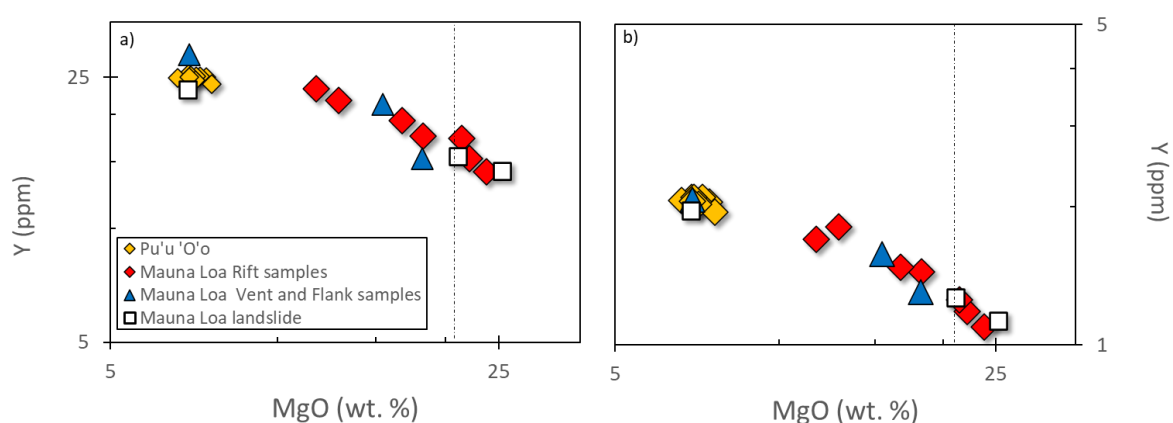 a)
25
5
Y (ppm)
Pu'u 'O'o
Mauna Loa Rift samples
Mauna Loa  Vent and Flank samples
Mauna Loa landslide
5
25
MgO (wt. %)
b)
5
1
Y (ppm)
5
25
MgO (wt. %)